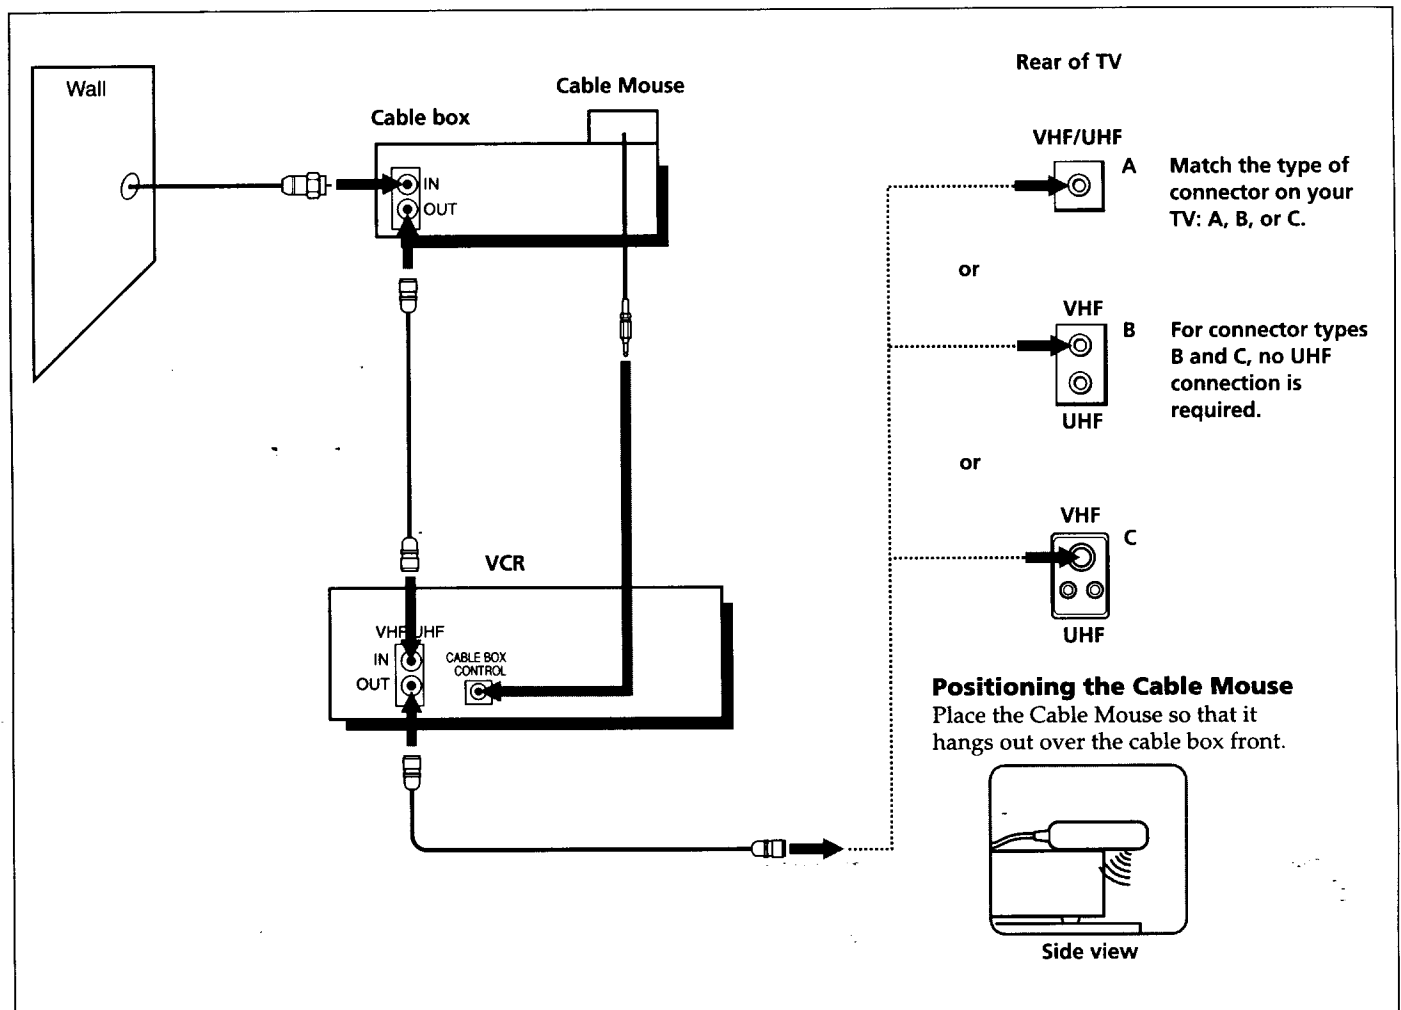 Wall
Cable box
Cable Mouse
IN
OUT
VCR
VHF/UHF
IN
OUT
CABLE BOX
CONTROL
Rear of TV
VHF/UHF
A
Match the type of
connector on your
TV: A, B, or C.
or
VHF
B
UHF
For connector types
B and C, no UHF
connection is
required.
or
VHF
C
UHF
Positioning the Cable Mouse
Place the Cable Mouse so that it
hangs out over the cable box front.
Side view